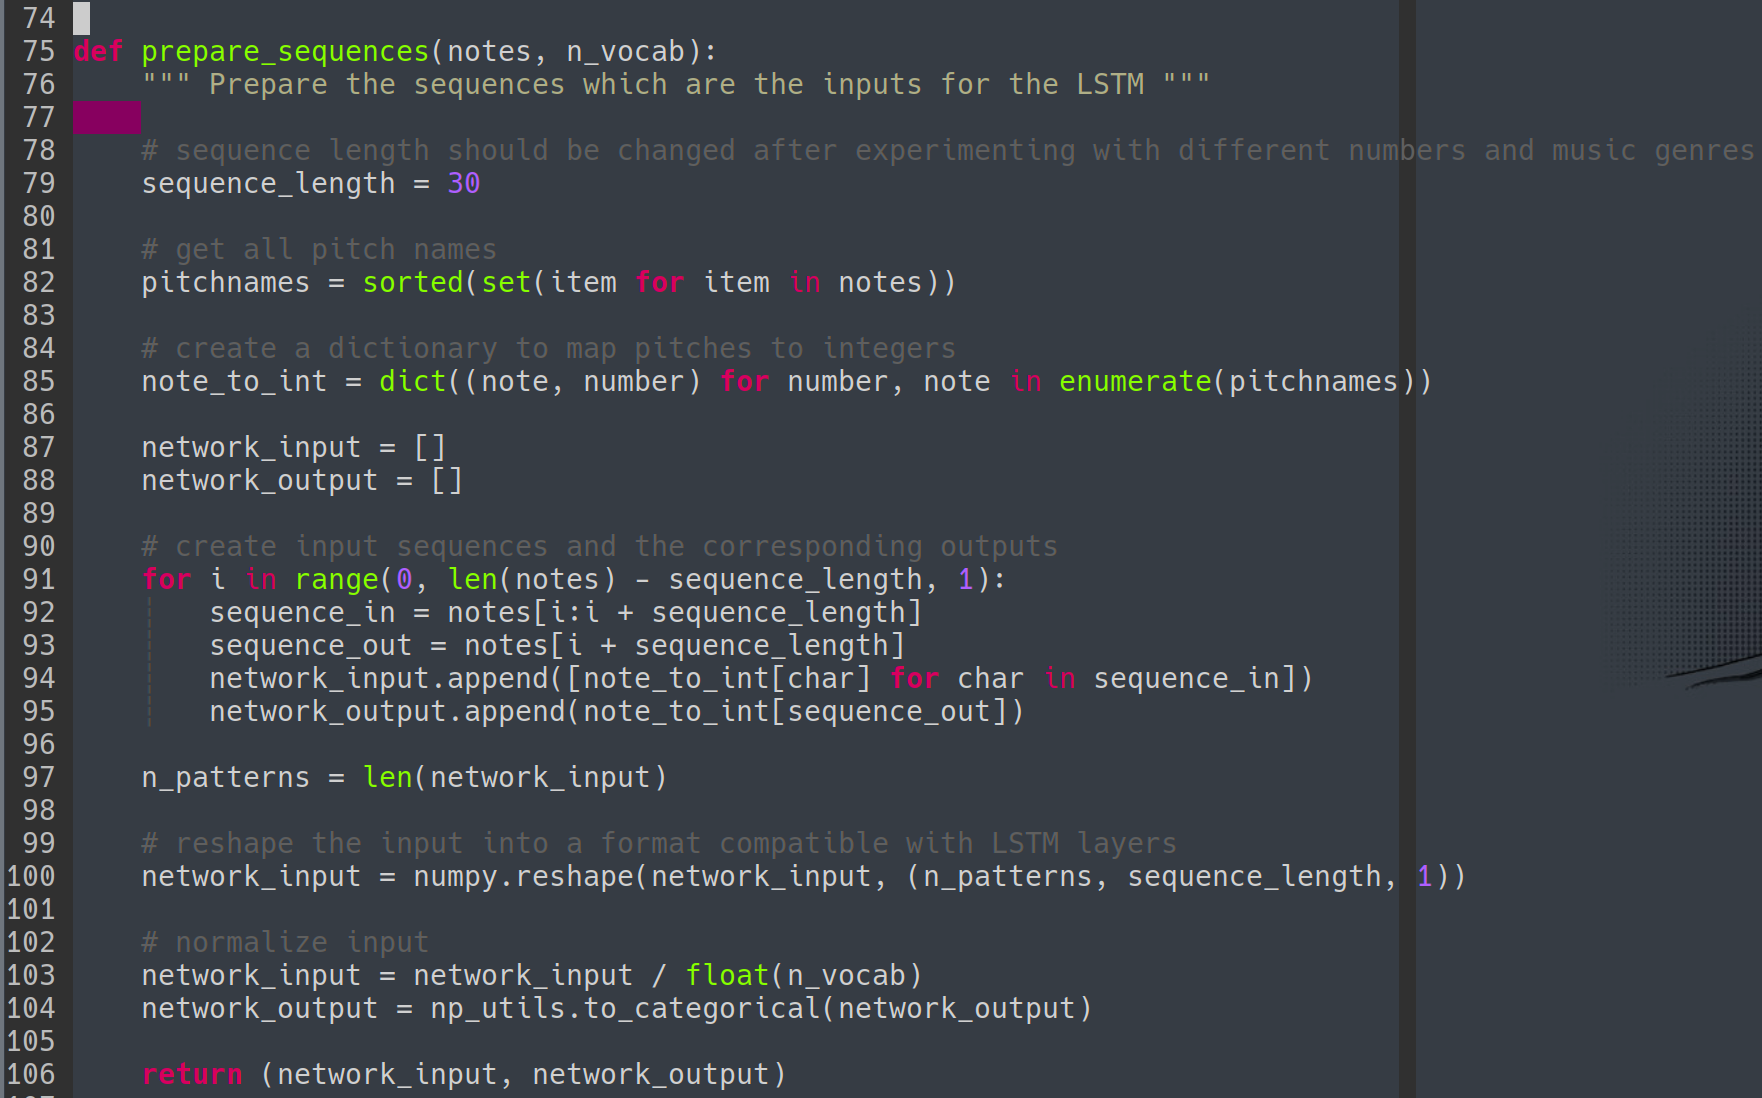 74
75 def prepare_sequences(notes, n_vocab):
76     """ Prepare the sequences which are the inputs for the LSTM """
77
78     # sequence length should be changed after experimenting with different numbers and music genres
79     sequence_length = 30
80
81     # get all pitch names
82     pitchnames = sorted(set(item for item in notes))
83
84     # create a dictionary to map pitches to integers
85     note_to_int = dict((note, number) for number, note in enumerate(pitchnames))
86
87     network_input = []
88     network_output = []
89
90     # create input sequences and the corresponding outputs
91     for i in range(0, len(notes) - sequence_length, 1):
92         sequence_in = notes[i:i + sequence_length]
93         sequence_out = notes[i + sequence_length]
94         network_input.append([note_to_int[char] for char in sequence_in])
95         network_output.append(note_to_int[sequence_out])
96
97     n_patterns = len(network_input)
98
99     # reshape the input into a format compatible with LSTM layers
100     network_input = numpy.reshape(network_input, (n_patterns, sequence_length, 1))
101
102     # normalize input
103     network_input = network_input / float(n_vocab)
104     network_output = np_utils.to_categorical(network_output)
105
106     return (network_input, network_output)